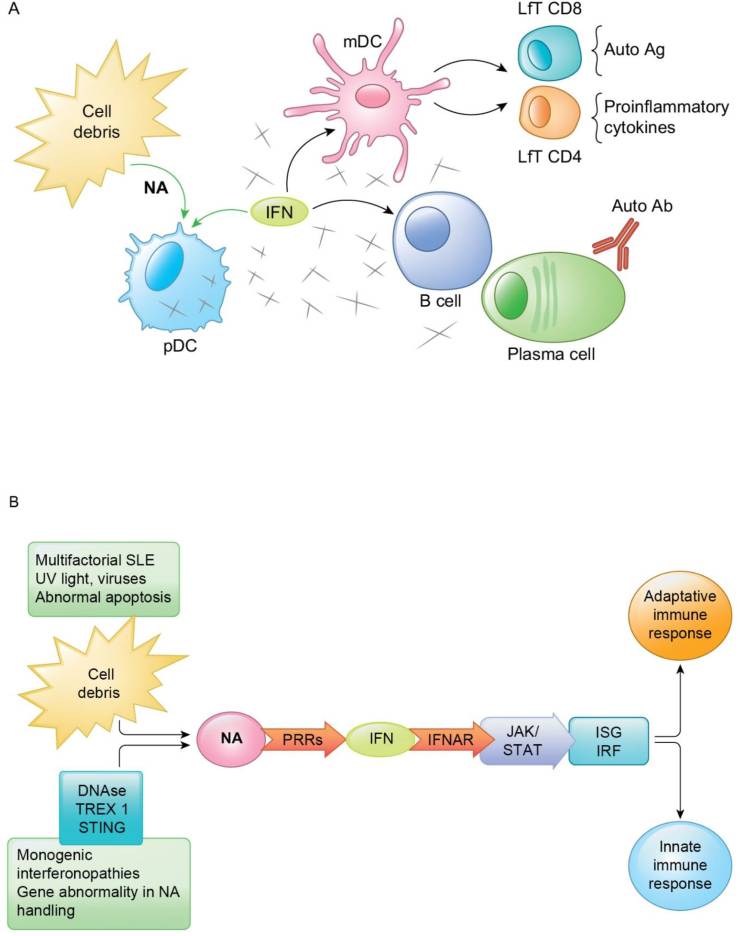 A
LfT CD8
mDC
Auto Ag
Cell
debris
Proinflammatory
cytokines
LfT CD4
NA
IFN
Auto Ab
B cell
pDC
Plasma cell
B
Multifactorial SLE
UV light, viruses
Abnormal apoptosis
Cell
debris
Adaptative
immune
response
NA
PRRs
IFN
IFNAR
JAK/
STAT
ISG
IRF
DNAse
TREX 1
STING
Monogenic
interferonopathies
Gene abnormality in NA
handling
Innate
immune
response